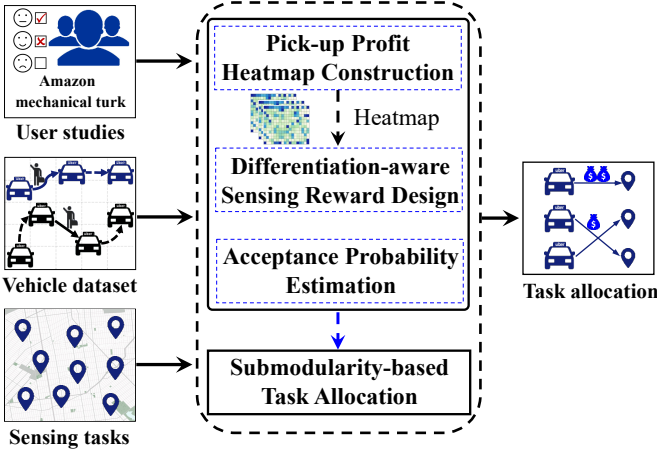 Amazon
mechanical turk
User studies
Vehicle dataset
Sensing tasks
Pick-up Profit
Heatmap Construction
Heatmap
Differentiation-aware
Sensing Reward Design
Acceptance Probability
Estimation
Submodularity-based
Task Allocation
Task allocation